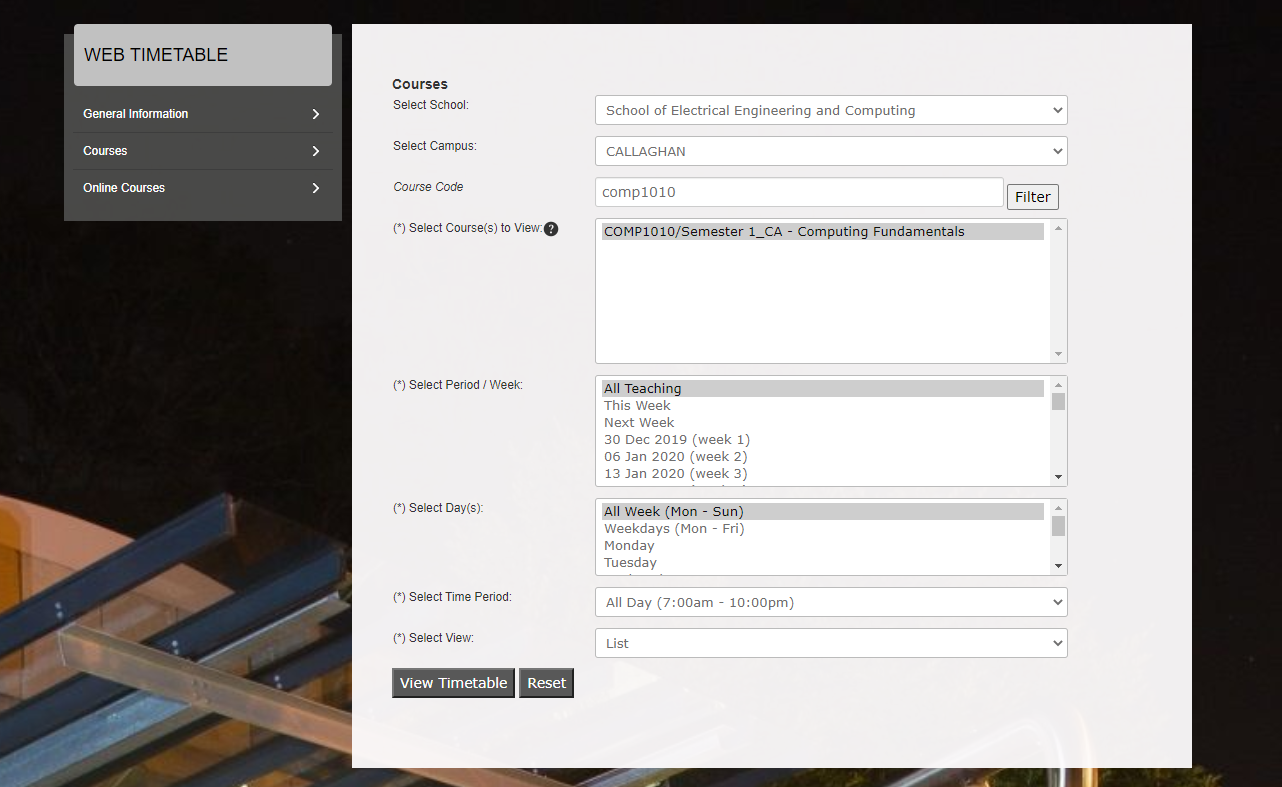 WEB TIMETABLE
General Information
Courses
Online Courses
Courses
Select School:
School of Electrical Engineering and Computing
Select Campus:
CALLAGHAN
Course Code
comp1010
Filter
(*) Select Course(s) to View:?
COMP1010/Semester 1_CA - Computing Fundamentals
(*) Select Period / Week:
All Teaching
This Week
Next Week
30 Dec 2019 (week 1)
06 Jan 2020 (week 2)
13 Jan 2020 (week 3)
(*) Select Day(s):
All Week (Mon - Sun)
Weekdays (Mon - Fri)
Monday
Tuesday
(*) Select Time Period:
All Day (7:00am - 10:00pm)
(*) Select View:
List
View Timetable
Reset